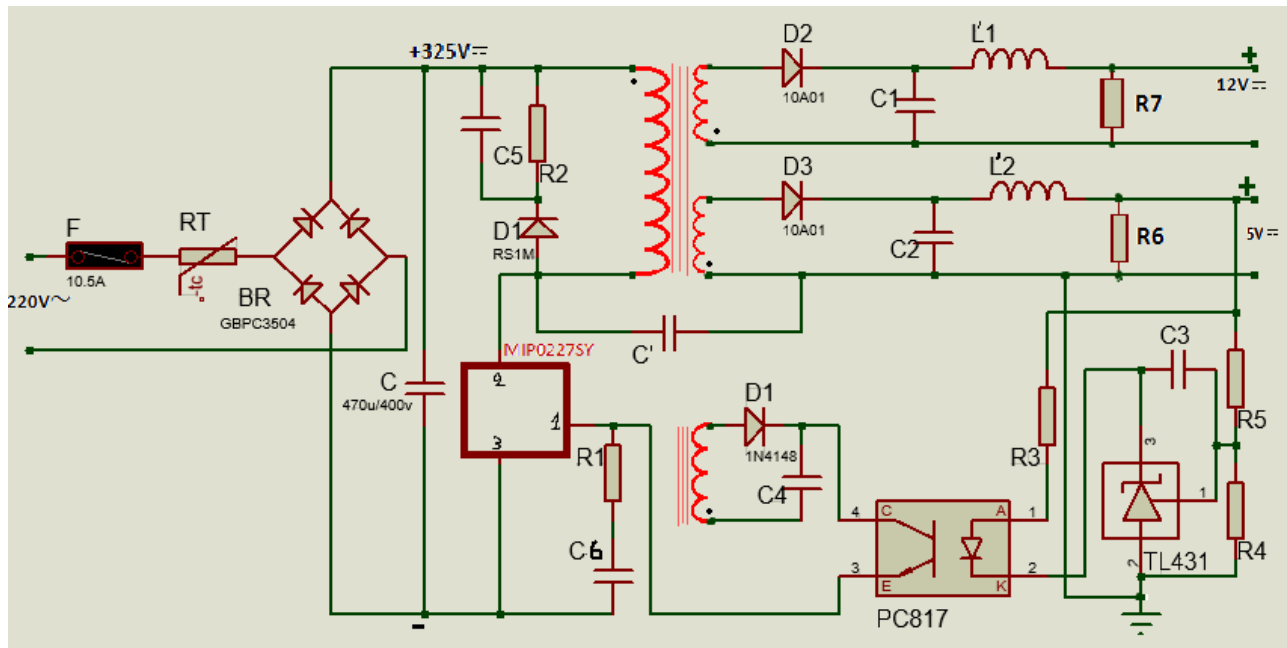 +325V⎓
D2
10A01
L'1
C1
R7
+
12V⎓
C5
R2
D1
RS1M
D3
10A01
L'2
C2
R6
+
5V⎓
F
10.5A
RT
-tc
220V~
BR
GBPC3504
C
470u/400v
MIP0227SY
2
1
3
C'
R1
C6
D1
1N4148
C4
R3
C3
R5
R4
3
1
2
TL431
4
C
A
1
3
E
K
2
PC817
-